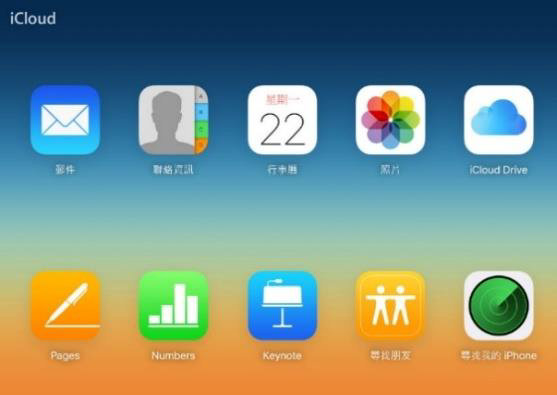 iCloud
星期一
22
郵件
聯絡資訊
行事曆
照片
iCloud Drive
Pages
Numbers
Keynote
尋找朋友
尋找我的 iPhone